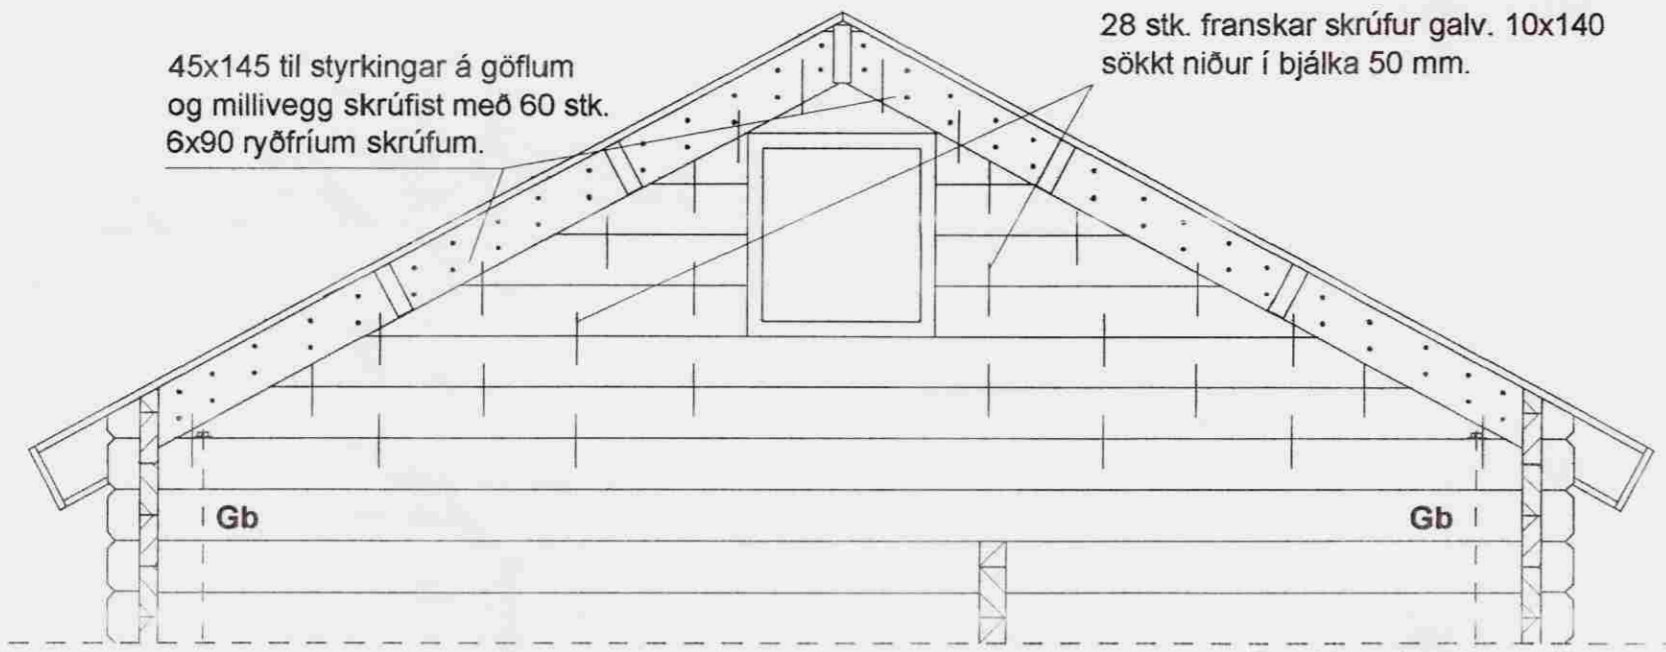 45x145 til styrkingar á göflum
og millivegg skrúfist með 60 stk.
6x90 ryðfríum skrúfum.
28 stk. franskar skrúfur galv. 10x140
sökkt niður í bjálka 50 mm.
Gb
Gb